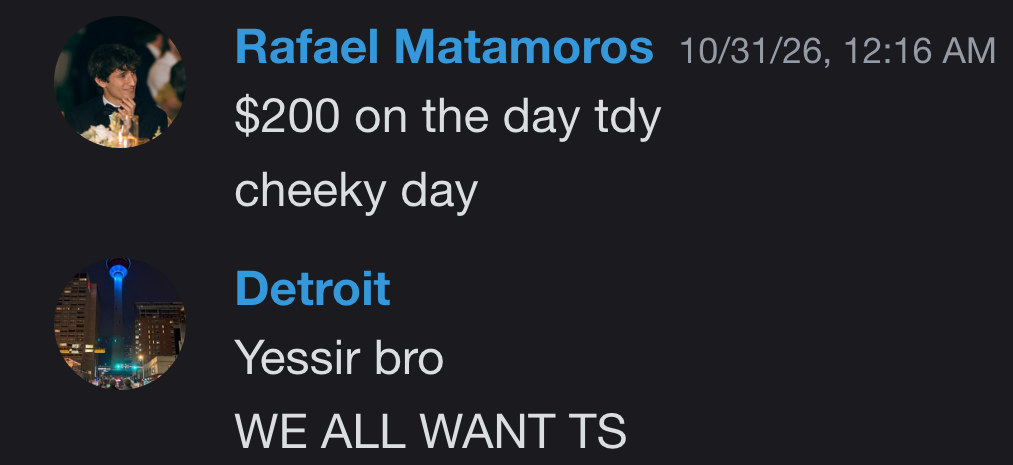 Rafael Matamoros 10/31/26, 12:16 AM
$200 on the day tdy
cheeky day
Detroit
Yessir bro
WE ALL WANT TS